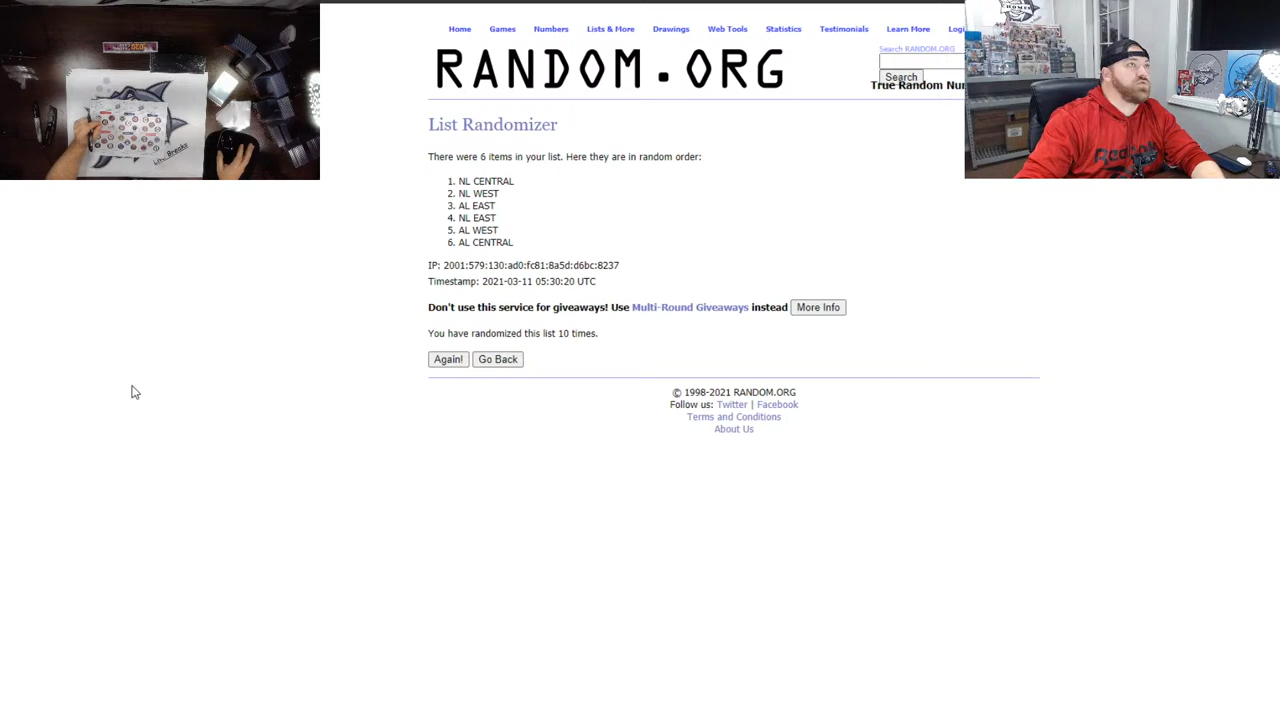 Home Games Numbers Lists & More Drawings Web Tools Statistics Testimonials Learn More Logi
RANDOM.ORG
Search RANDOM.ORG
Search
True Random Nu
List Randomizer
There were 6 items in your list. Here they are in random order:
1. NL CENTRAL
2. NL WEST
3. AL EAST
4. NL EAST
5. AL WEST
6. AL CENTRAL
IP: 2001:579:130:ad0:fc81:8a5d:d6bc:8237
Timestamp: 2021-03-11 05:30:20 UTC
Don't use this service for giveaways! Use Multi-Round Giveaways instead More Info
You have randomized this list 10 times.
Again! Go Back
© 1998-2021 RANDOM.ORG
Follow us: Twitter | Facebook
Terms and Conditions
About Us
Breaks